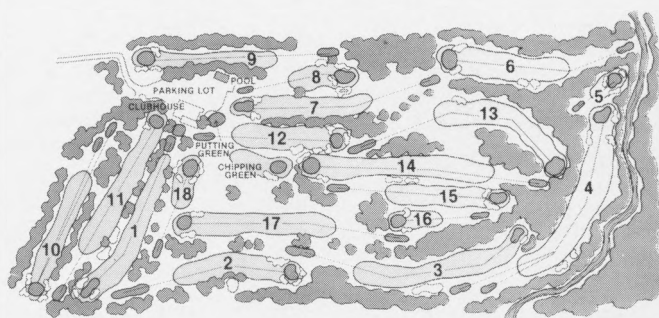 9
8
POOL
6
PARKING LOT
5
CLUBHOUSE
7
13
12
PUTTING
GREEN
14
CHIPPING
GREEN
4
11
18
15
1
16
10
17
2
3